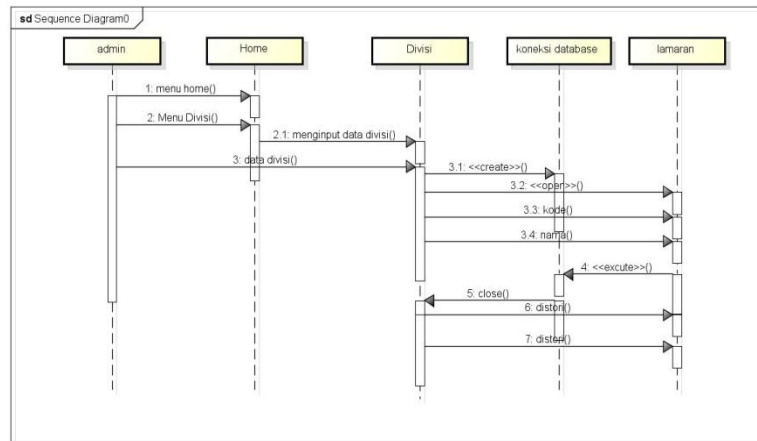 sd Sequence Diagram0
admin
Home
Divisi
koneksi database
lamaran
1: menu home()
2: Menu Divisi()
2.1: menginput data divisi()
3: data divisi()
3.1: <<create>>()
3.2: <<open>>()
3.3: kode()
3.4: nama()
4: <<excute>>()
5: close()
6: distori()
7: distori()